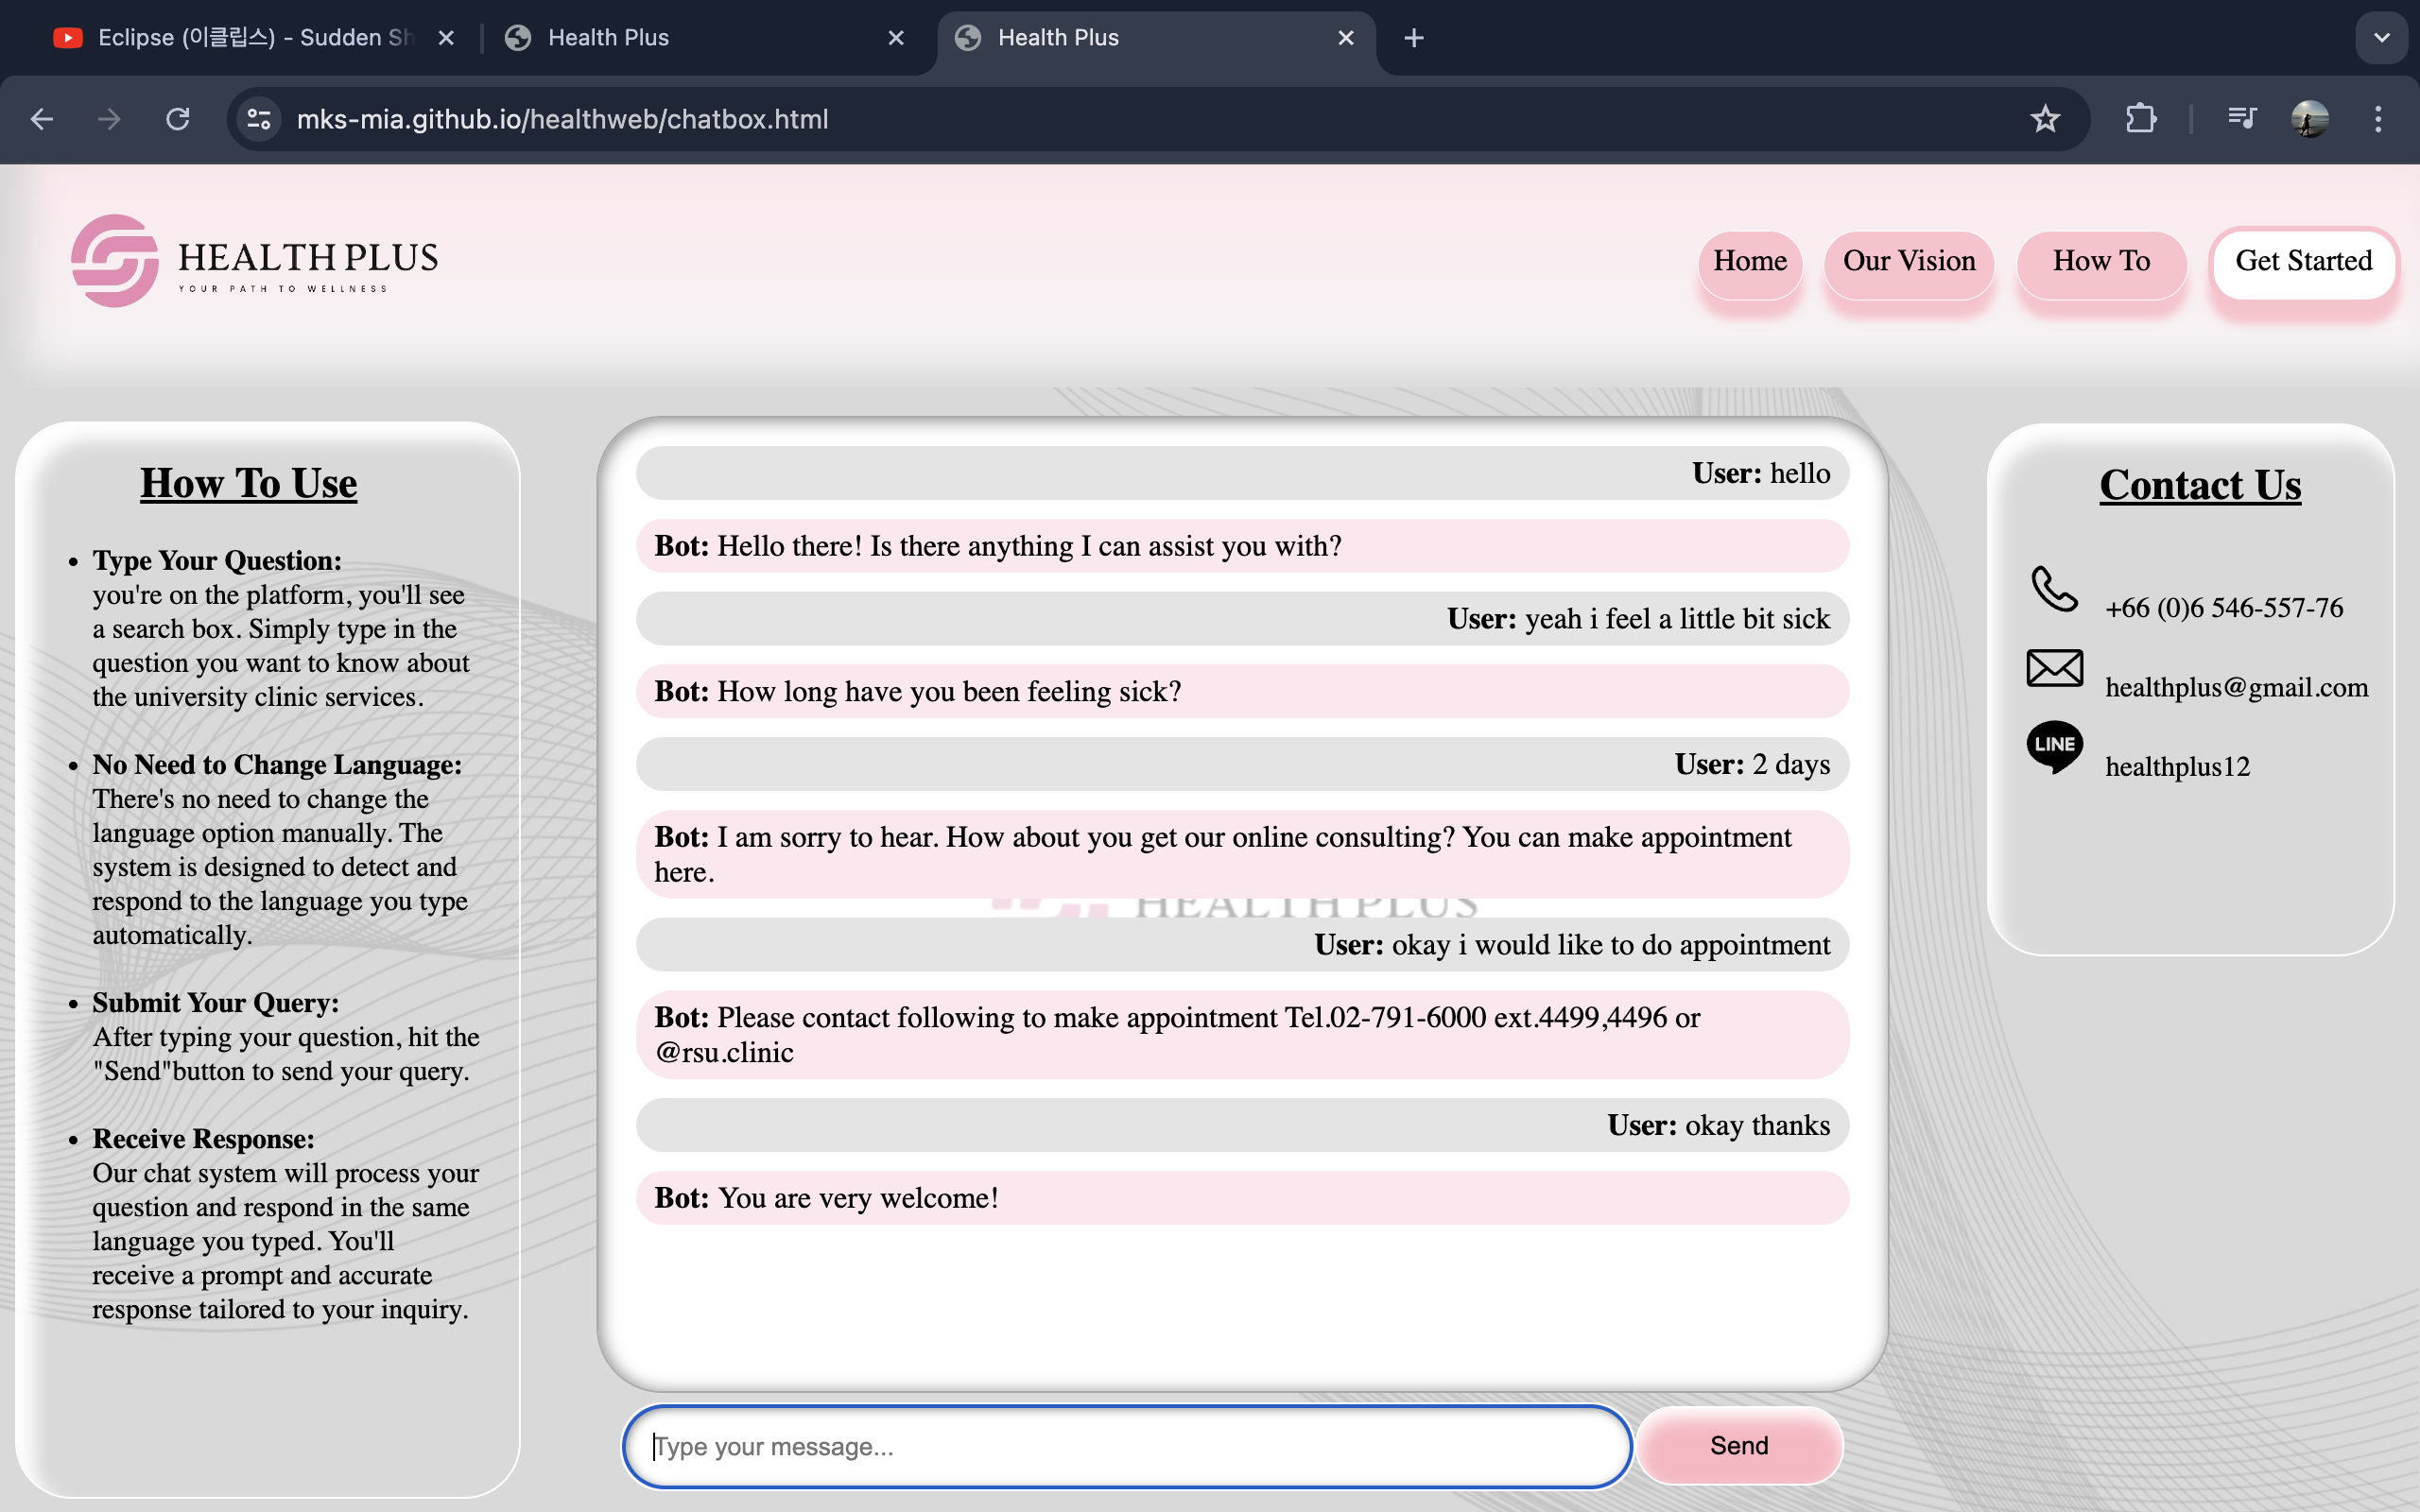 Eclipse (이클립스) - Sudden Sh
Health Plus
Health Plus
mks-mia.github.io/healthweb/chatbox.html
HEALTH PLUS
YOUR PATH TO WELLNESS
Home
Our Vision
How To
Get Started
How To Use
• Type Your Question:
you're on the platform, you'll see
a search box. Simply type in the
question you want to know about
the university clinic services.
• No Need to Change Language:
There's no need to change the
language option manually. The
system is designed to detect and
respond to the language you type
automatically.
• Submit Your Query:
After typing your question, hit the
"Send"button to send your query.
• Receive Response:
Our chat system will process your
question and respond in the same
language you typed. You'll
receive a prompt and accurate
response tailored to your inquiry.
User: hello
Bot: Hello there! Is there anything I can assist you with?
User: yeah i feel a little bit sick
Bot: How long have you been feeling sick?
User: 2 days
Bot: I am sorry to hear. How about you get our online consulting? You can make appointment
here.
HEALTH PLUS
User: okay i would like to do appointment
Bot: Please contact following to make appointment Tel.02-791-6000 ext.4499,4496 or
@rsu.clinic
User: okay thanks
Bot: You are very welcome!
Type your message...
Send
Contact Us
+66 (0)6 546-557-76
healthplus@gmail.com
LINE
healthplus12